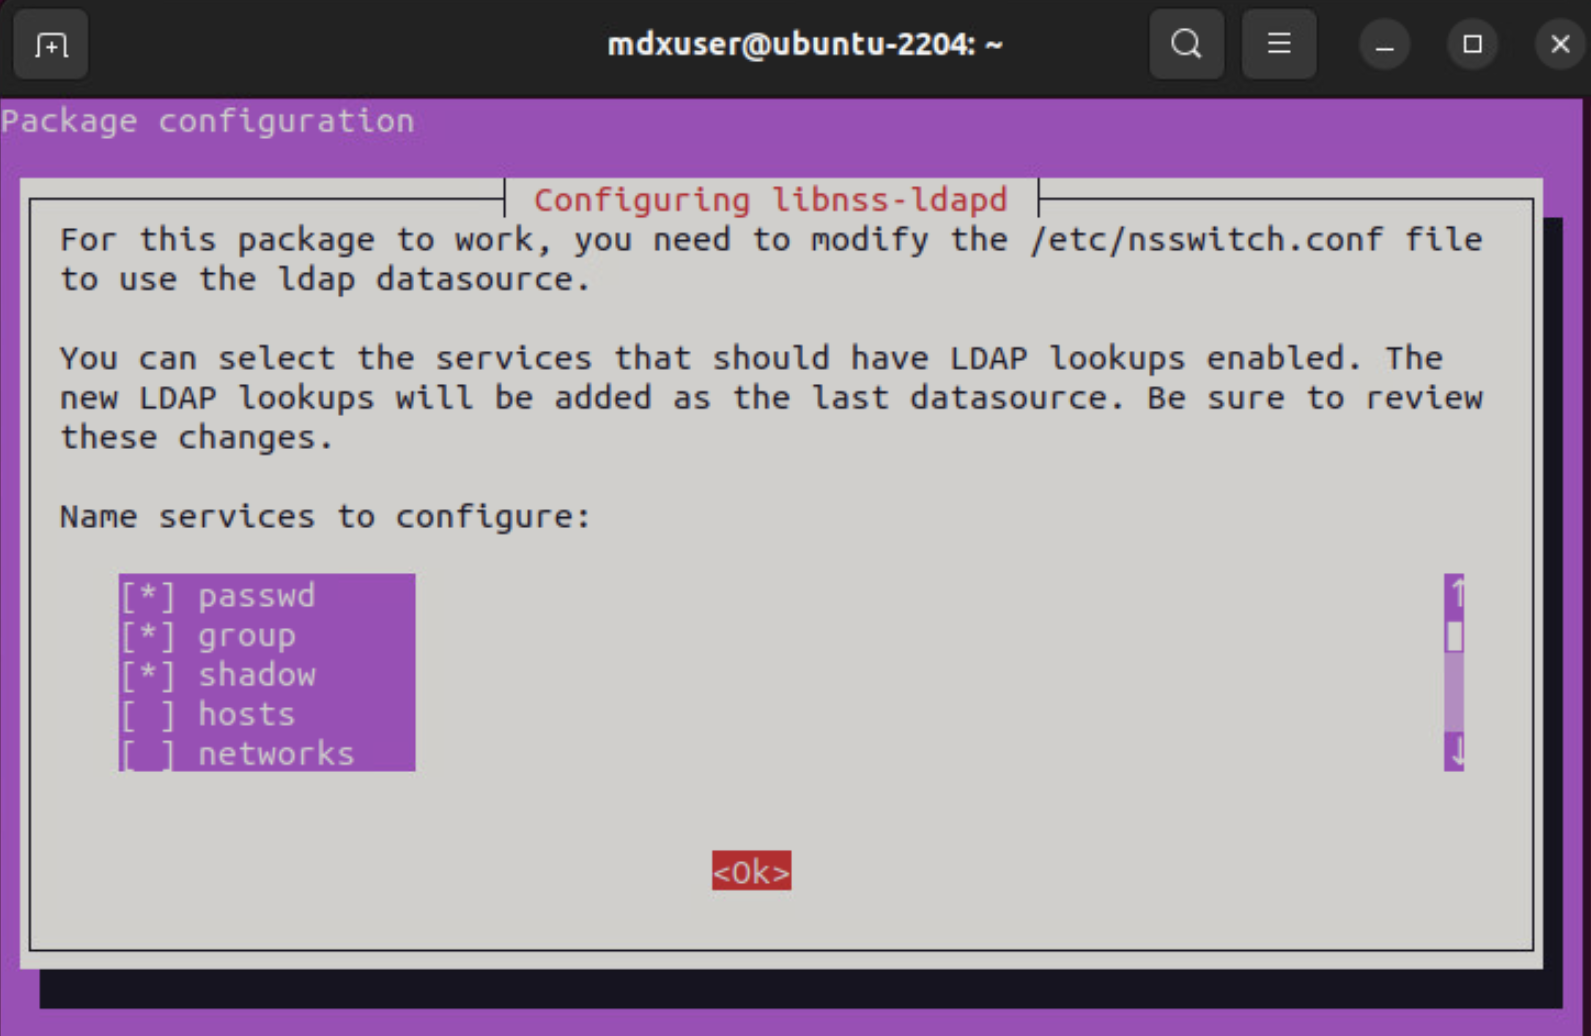 mdxuser@ubuntu-2204: ~
Package configuration
Configuring libnss-ldapd
For this package to work, you need to modify the /etc/nsswitch.conf file
to use the ldap datasource.
You can select the services that should have LDAP lookups enabled. The
new LDAP lookups will be added as the last datasource. Be sure to review
these changes.
Name services to configure:
[*] passwd
[*] group
[*] shadow
[ ] hosts
[ ] networks
<Ok>